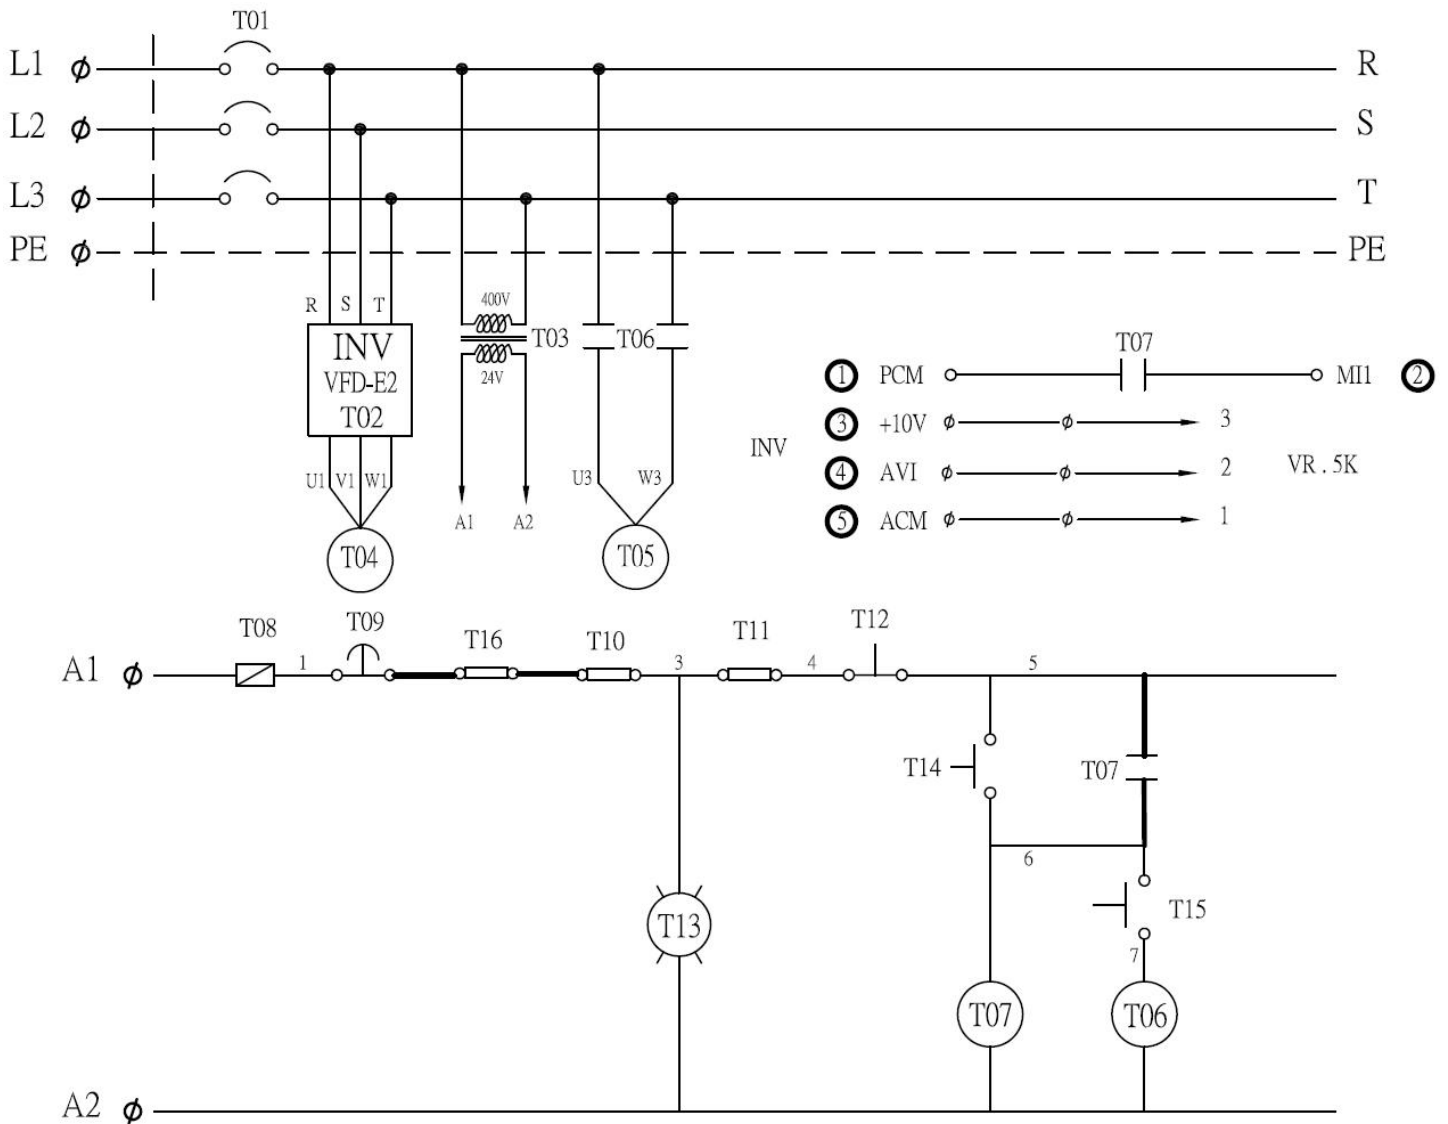 T01
L1 R
L2 S
L3 T
PE PE
R S T
400V
INV
VFD-E2
T02
T03
24V
T06
U1 V1 W1
A1 A2
U3 W3
T04
T05
T07
1 PCM MI1 2
3 +10V 3
INV
4 AVI 2
VR . 5K
5 ACM 1
T08 T09 T16 T10 T11 T12
A1 1 3 4 5
T14 T07
6
T15
7
T13
T07 T06
A2